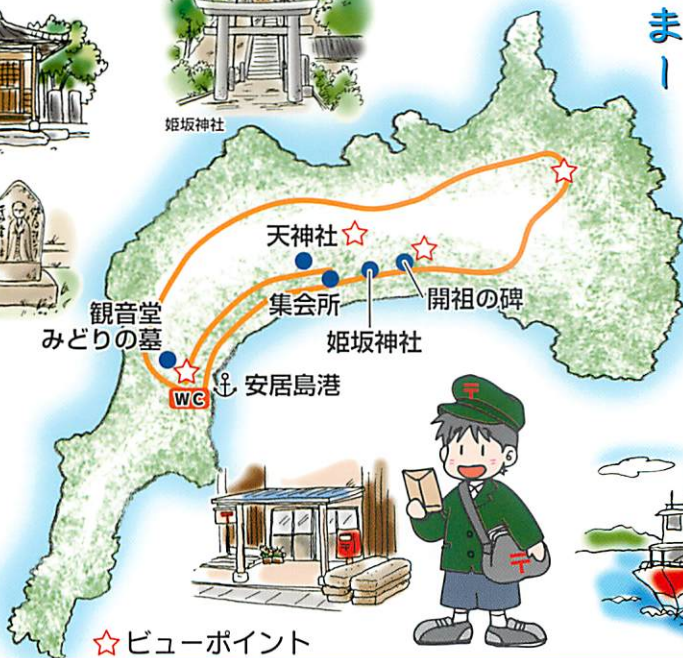 ま
ー
姫坂神社
天神社
集会所
開祖の碑
姫坂神社
観音堂
みどりの墓
WC
安居島港
〒
〒
☆ビューポイント